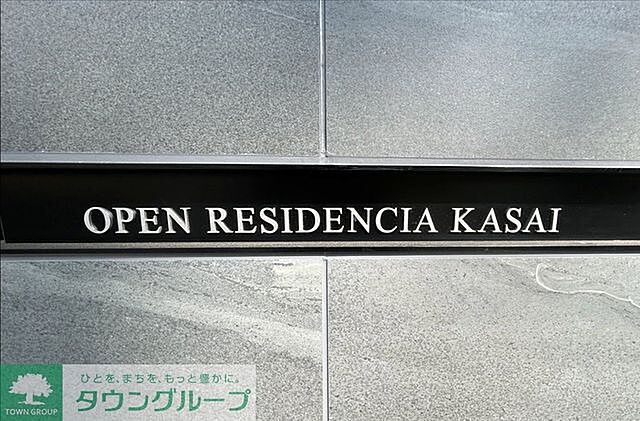 OPEN RESIDENCIA KASAI
ひとを、まちを、もっと豊かに。
TOWN GROUP
タウングループ